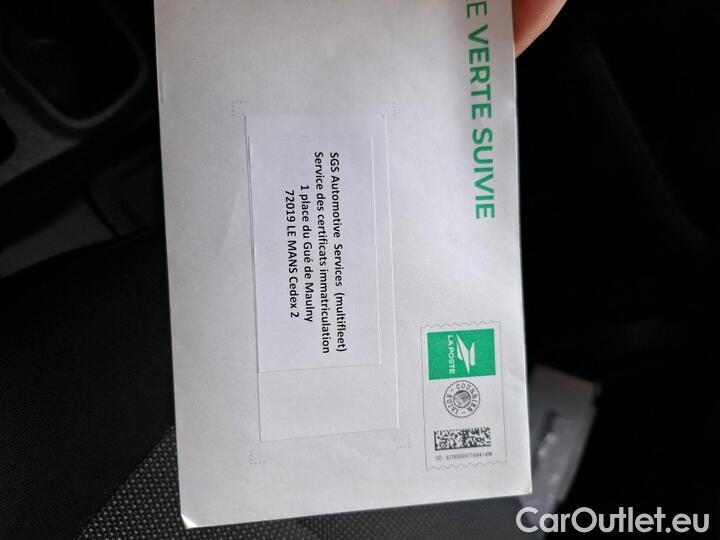 E VERTE SUIVIE
SGS Automotive Services (multifleet)
Service des certificats immatriculation
1 place du Gué de Maulny
72019 LE MANS Cedex 2
LA POSTE
CarOutlet.eu